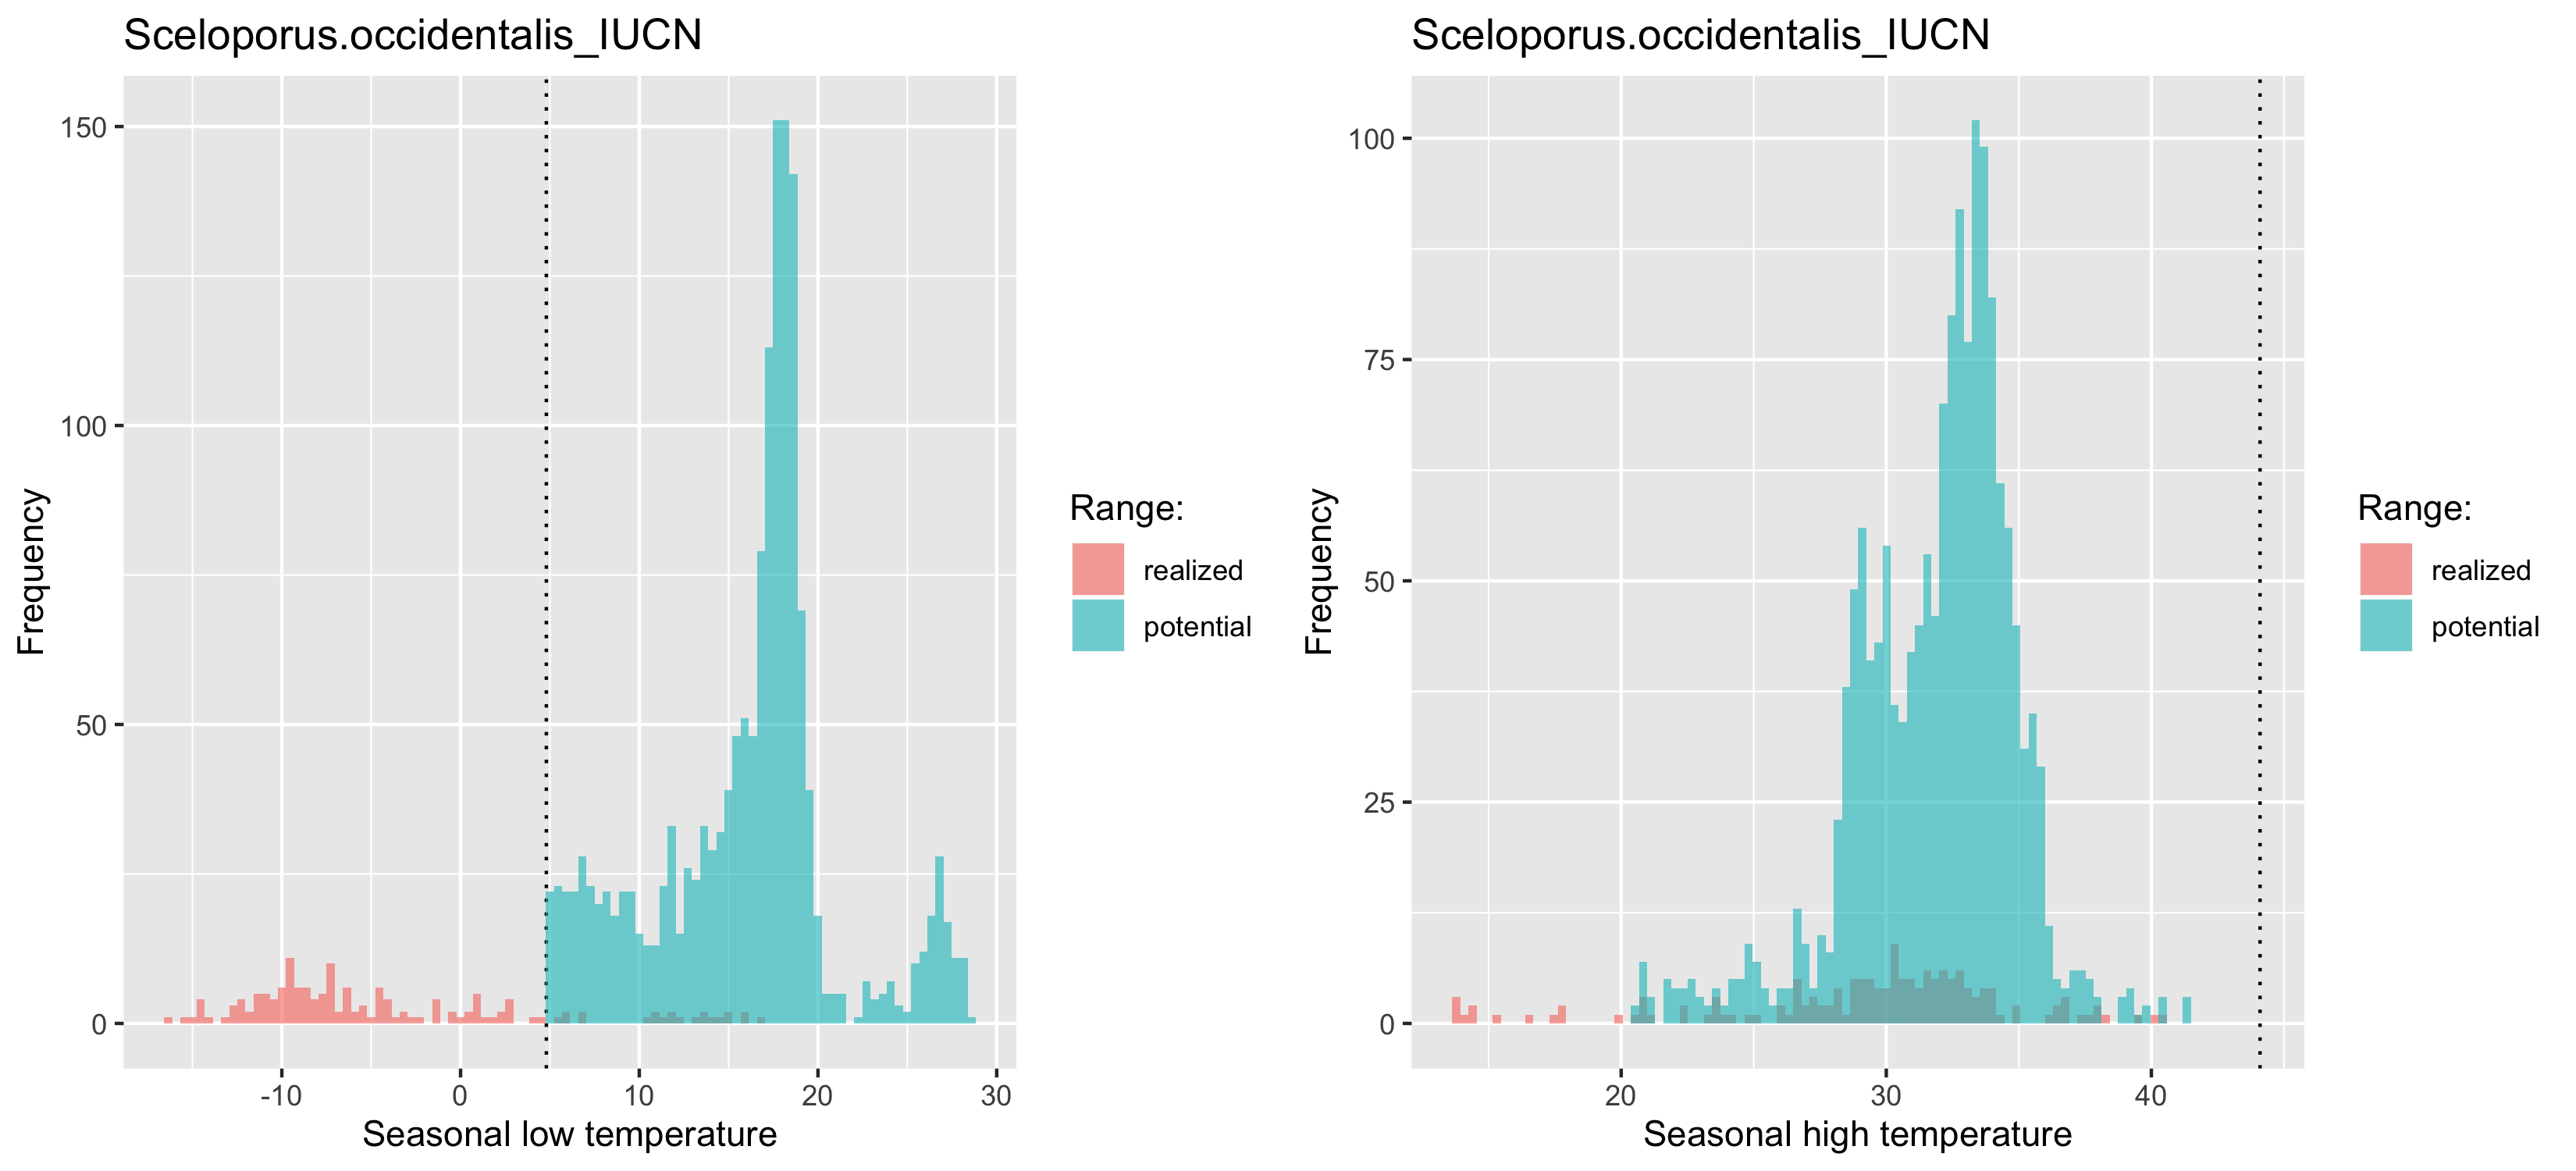 Sceloporus.occidentalis_IUCN
150
100
50
0
Frequency
-10 0 10 20 30
Seasonal low temperature
Range:
realized
potential
Sceloporus.occidentalis_IUCN
100
75
50
25
0
Frequency
20 30 40
Seasonal high temperature
Range:
realized
potential